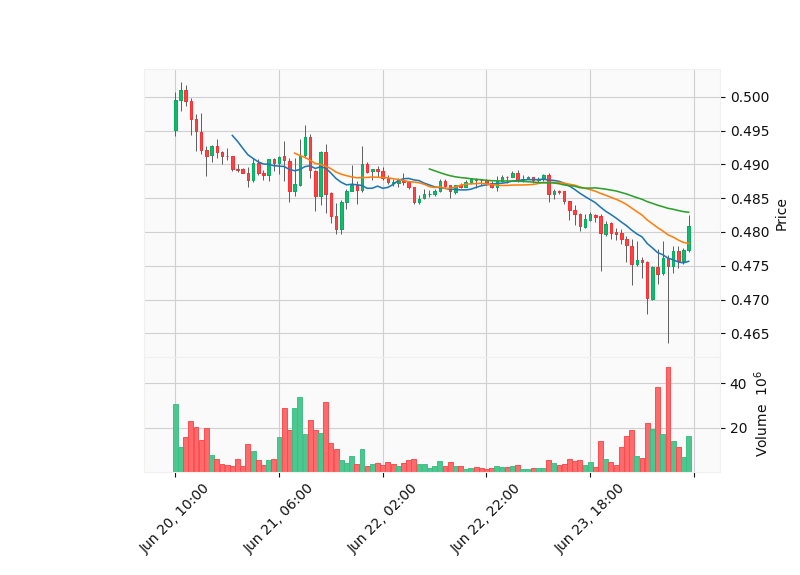 0.500
0.495
0.490
0.485
0.480
0.475
0.470
0.465
Price
40
20
Volume 10^6
Jun 20, 10:00
Jun 21, 06:00
Jun 22, 02:00
Jun 22, 22:00
Jun 23, 18:00